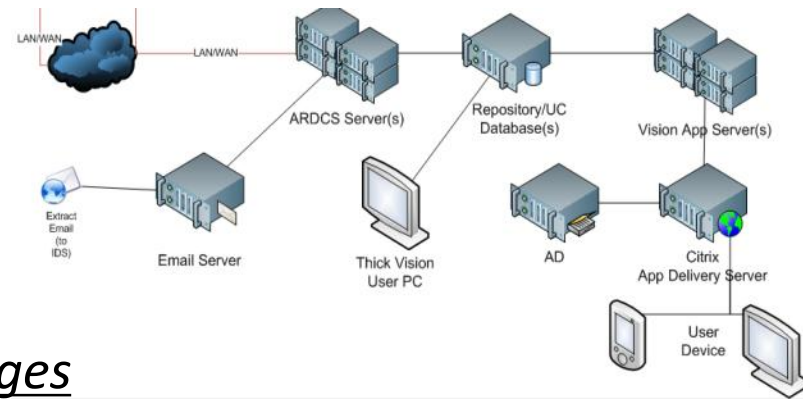 LAN/WAN
LAN/WAN
ARDCS Server(s)
Repository/UC
Database(s)
Vision App Server(s)
Extract
Email
(to
IDS)
Email Server
Thick Vision
User PC
AD
Citrix
App Delivery Server
User
Device
ges